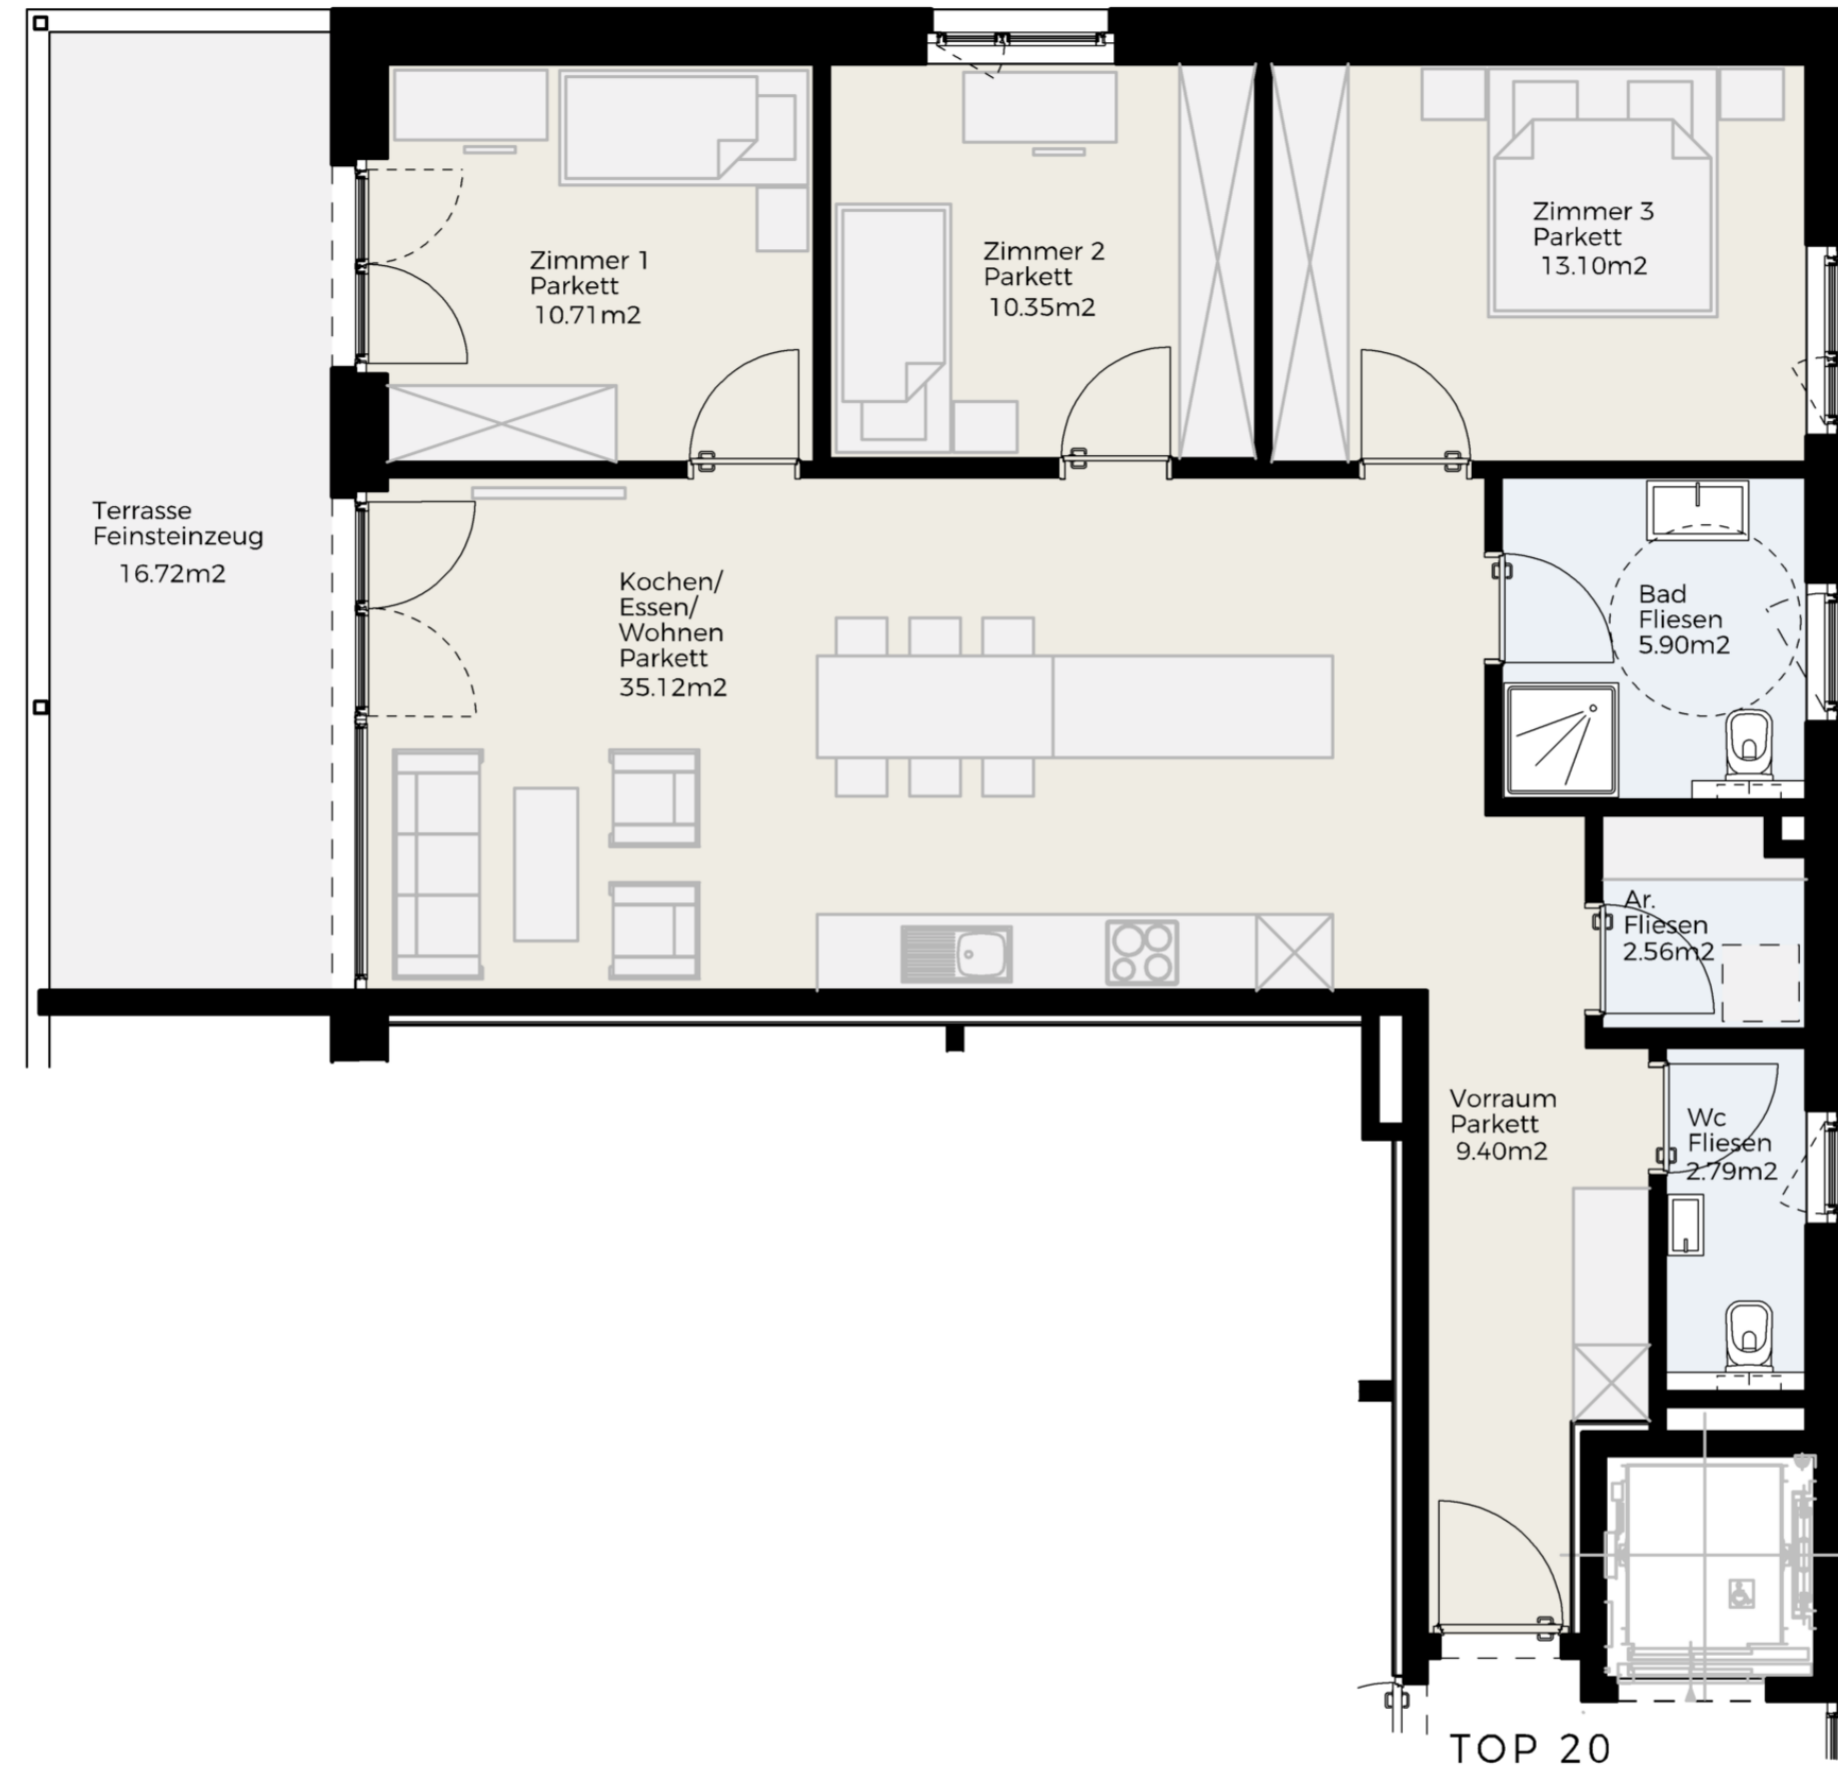 Zimmer 1
Parkett
10.71m2
Zimmer 2
Parkett
10.35m2
Zimmer 3
Parkett
13.10m2
Terrasse
Feinsteinzeug
16.72m2
Kochen/
Essen/
Wohnen
Parkett
35.12m2
Bad
Fliesen
5.90m2
Ar.
Fliesen
2.56m2
Vorraum
Parkett
9.40m2
Wc
Fliesen
2.79m2
TOP 20